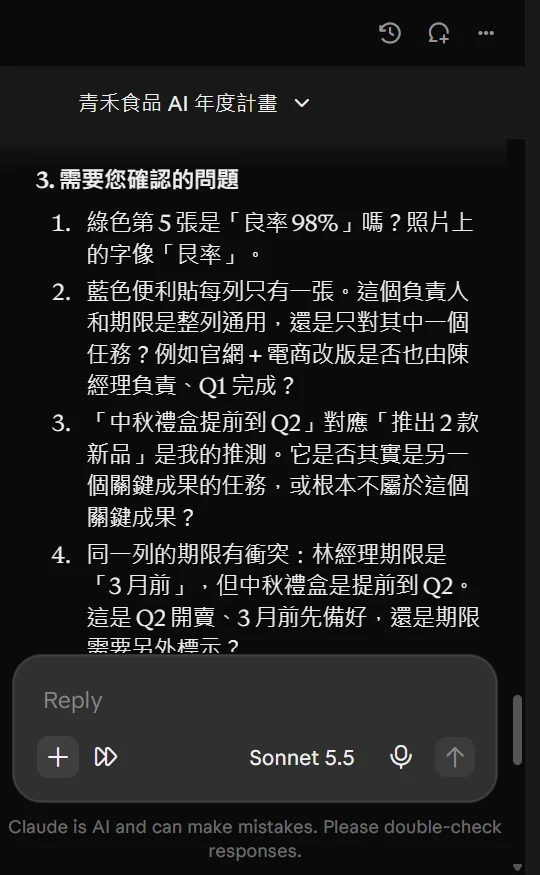 青禾食品 AI 年度計畫
3. 需要您確認的問題
1. 綠色第 5 張是「良率 98%」嗎？照片上
的字像「艮率」。
2. 藍色便利貼每列只有一張。這個負責人
和期限是整列通用，還是只對其中一個
任務？例如官網 + 電商改版是否也由陳
經理負責、Q1 完成？
3. 「中秋禮盒提前到 Q2」對應「推出 2 款
新品」是我的推測。它是否其實是另一
個關鍵成果的任務，或根本不屬於這個
關鍵成果？
4. 同一列的期限有衝突：林經理期限是
「3 月前」，但中秋禮盒是提前到 Q2。
這是 Q2 開賣、3 月前先備好，還是期限
需要另外標示？
Reply
Sonnet 5.5
Claude is AI and can make mistakes. Please double-check
responses.